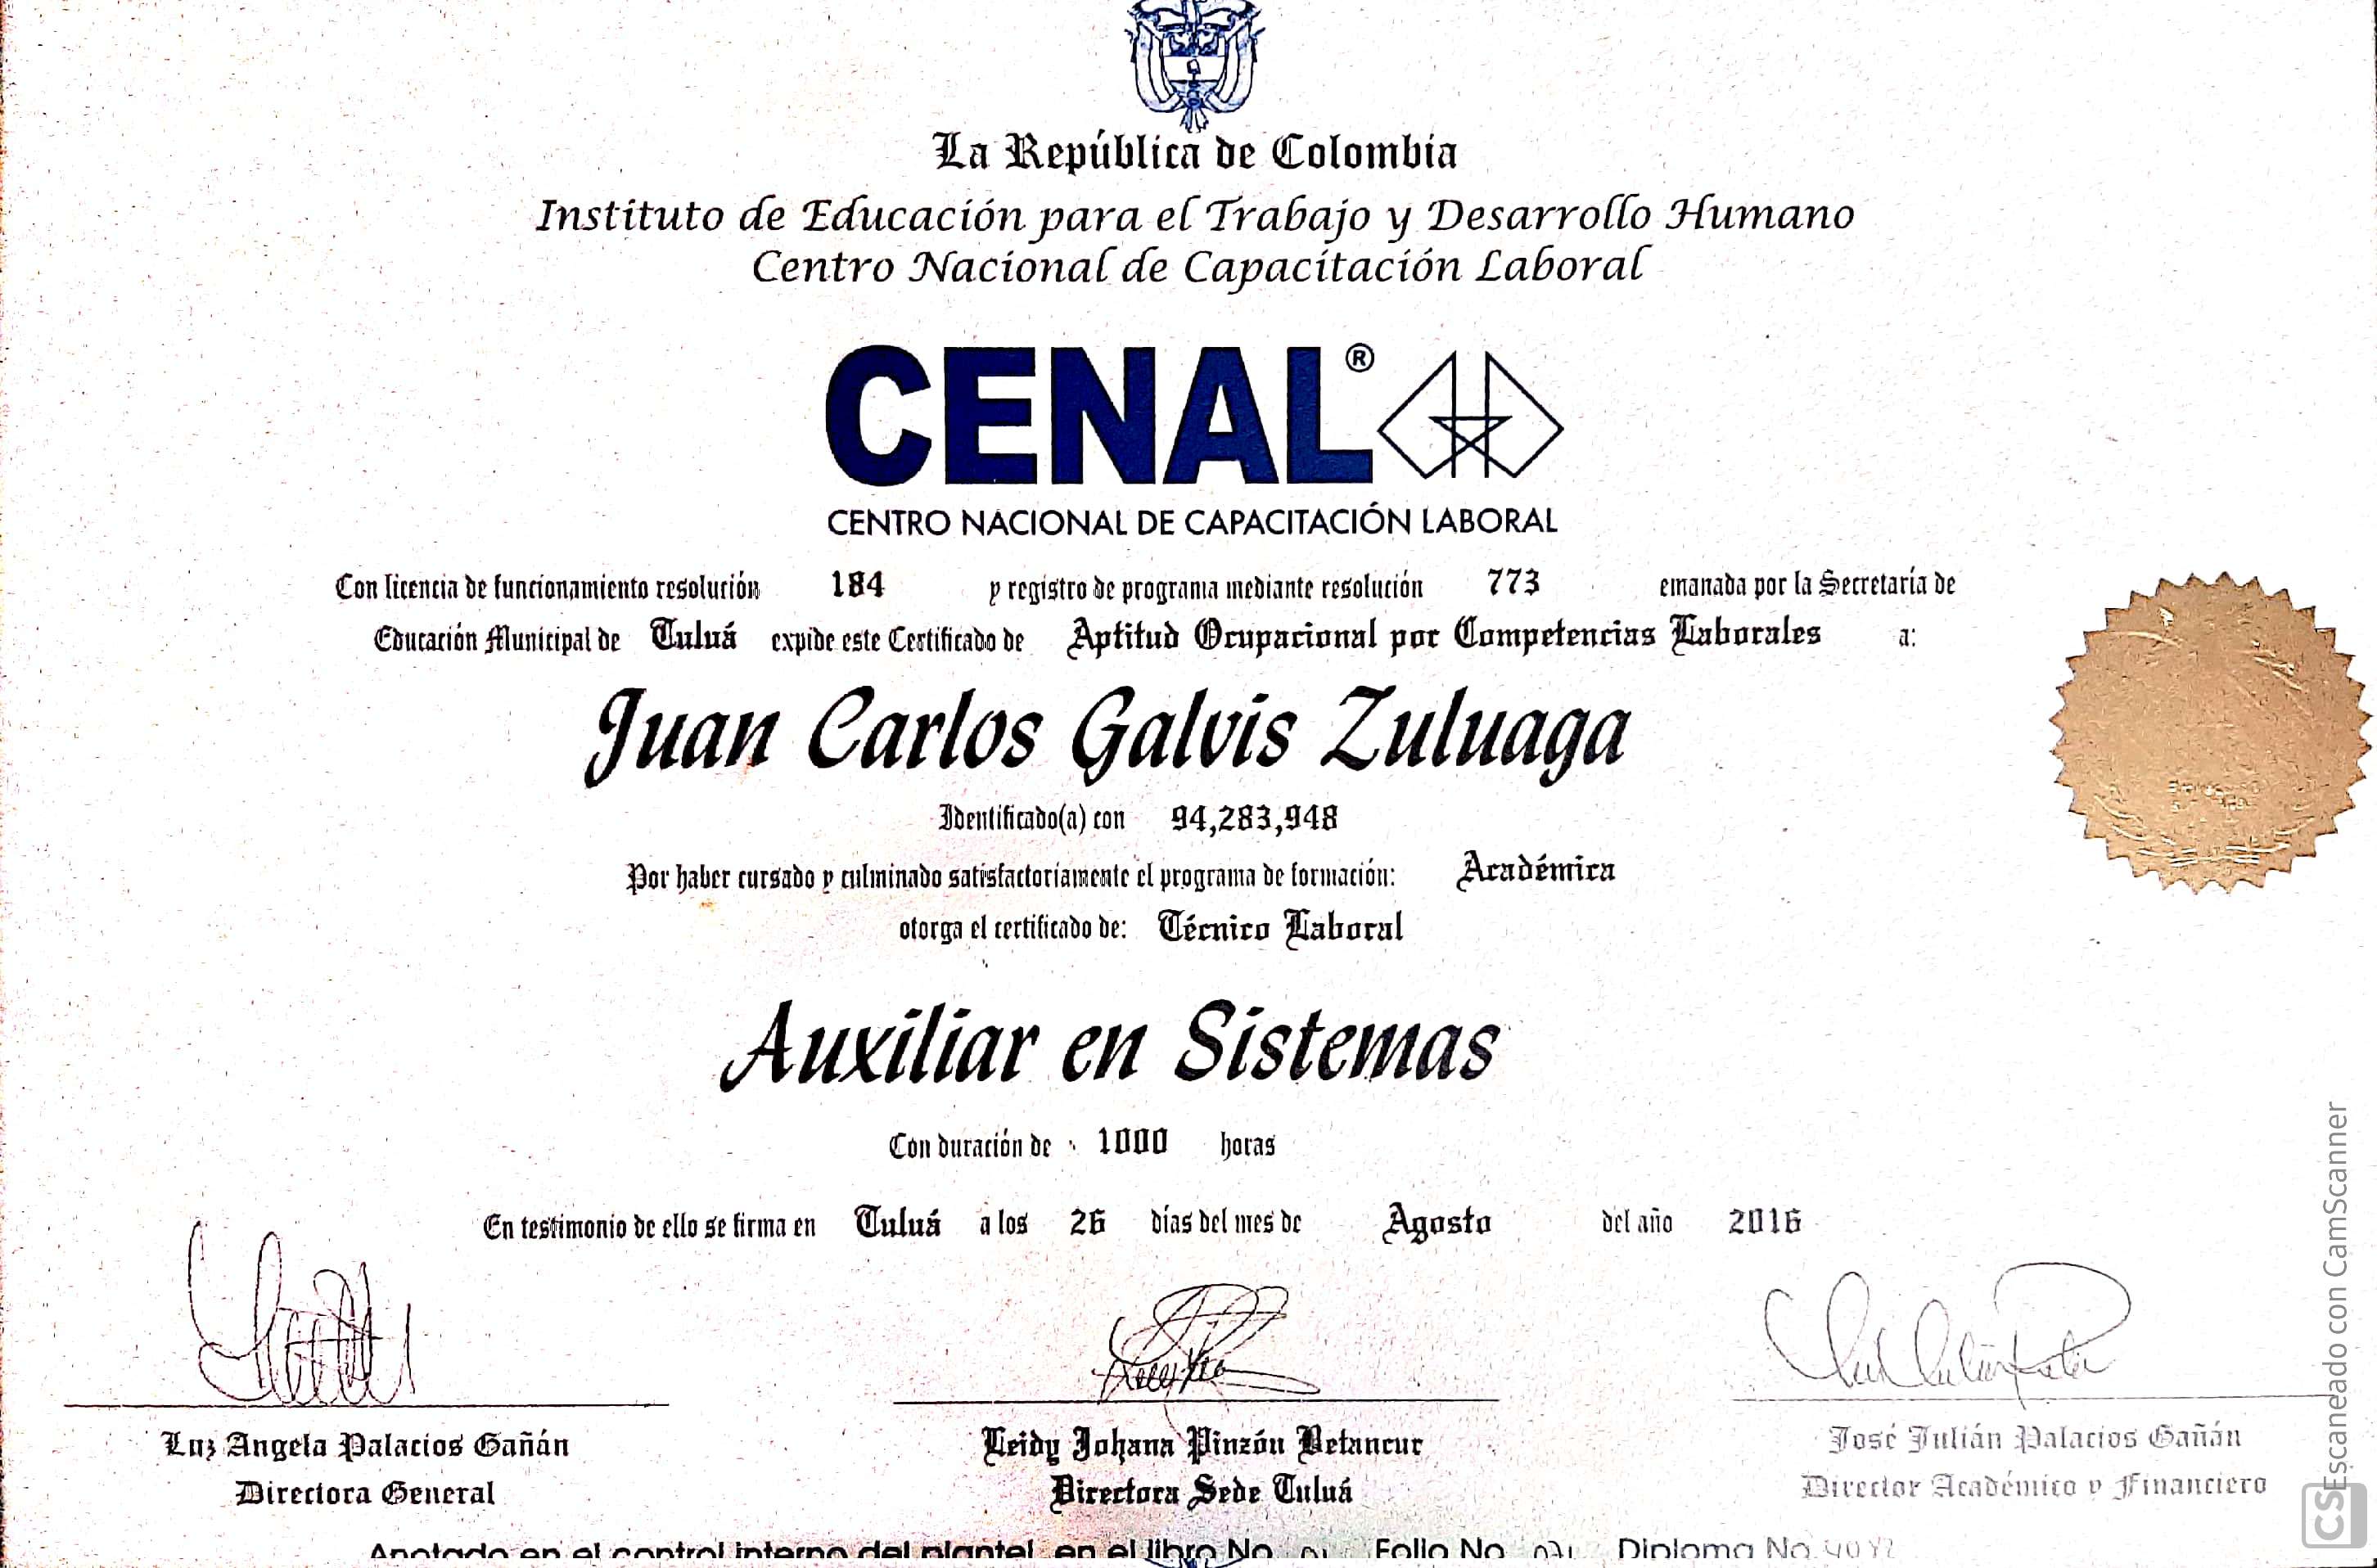 La República de Colombia
Instituto de Educación para el Trabajo y Desarrollo Humano
Centro Nacional de Capacitación Laboral
CENAL®
CENTRO NACIONAL DE CAPACITACIÓN LABORAL
Con licencia de funcionamiento resolución 184 y registro de programa mediante resolución 773 emanada por la Secretaría de
Educación Municipal de Tuluá expide este Certificado de Aptitud Ocupacional por Competencias Laborales a:
Juan Carlos Galvis Zuluaga
Identificado(a) con 94,283,948
Por haber cursado y culminado satisfactoriamente el programa de formación: Académica
otorga el certificado de: Técnico Laboral
Auxiliar en Sistemas
Con duración de 1000 horas
En testimonio de ello se firma en Tuluá a los 26 días del mes de Agosto del año 2016
Luz Angela Palacios Gañán
Directora General
Leidy Johana Pinzón Betancur
Directora Sede Tuluá
José Julián Palacios Gañán
Director Académico y Financiero
Anotado en el control interno del plantel, en el libro No. Folio No. Diploma No.
CS Escaneado con CamScanner